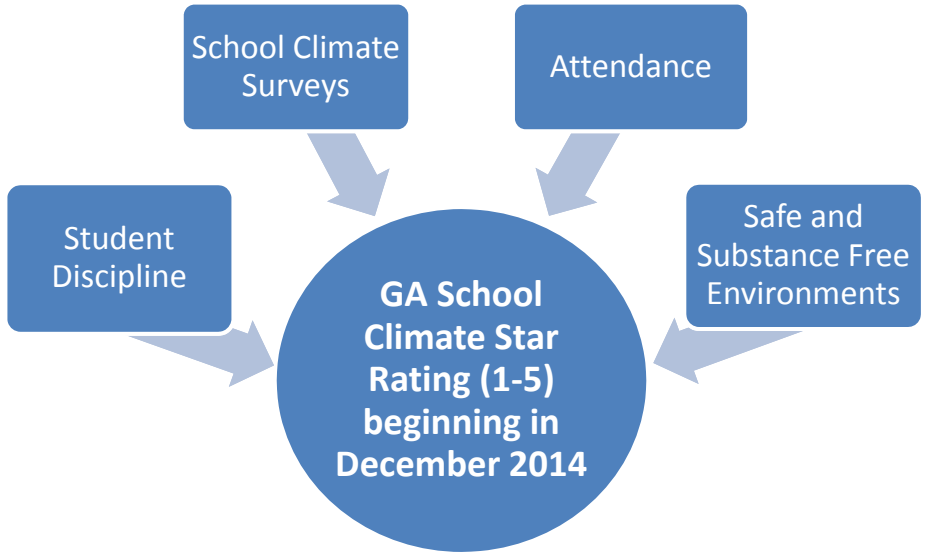 School Climate
Surveys
Attendance
Student
Discipline
Safe and
Substance Free
Environments
GA School
Climate Star
Rating (1-5)
beginning in
December 2014